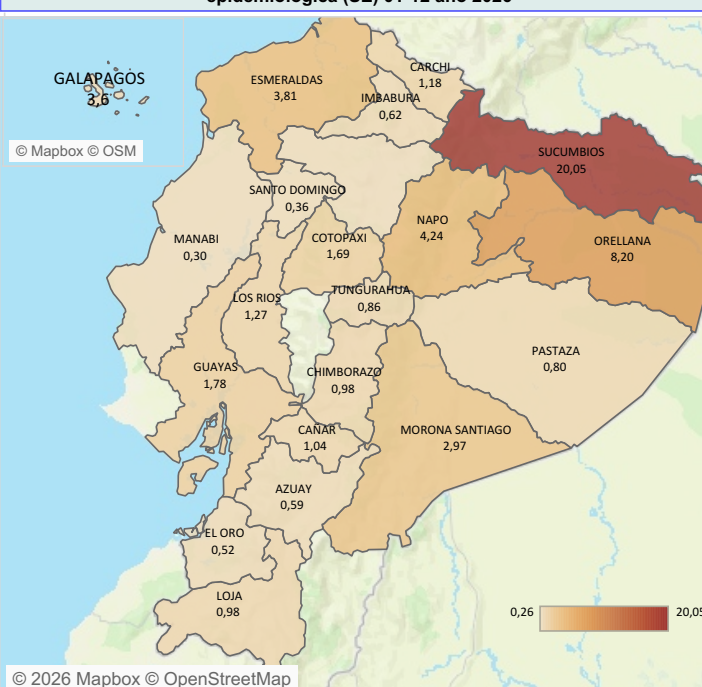 GALAPAGOS
3,6
© Mapbox © OSM
ESMERALDAS
3,81
CARCHI
1,18
IMBABURA
0,62
SUCUMBIOS
20,05
SANTO DOMINGO
0,36
NAPO
4,24
MANABI
0,30
COTOPAXI
1,69
ORELLANA
8,20
LOS RIOS
1,27
TUNGURAHUA
0,86
PASTAZA
0,80
GUAYAS
1,78
CHIMBORAZO
0,98
CAÑAR
1,04
MORONA SANTIAGO
2,97
AZUAY
0,59
EL ORO
0,52
LOJA
0,98
0,26
20,05
© 2026 Mapbox © OpenStreetMap